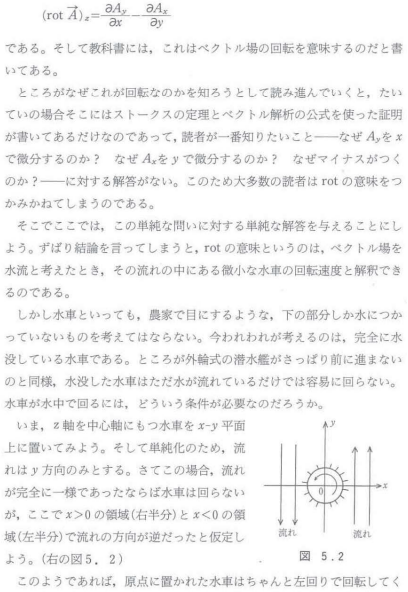 (rot A⃗)_z = ∂A_y/∂x − ∂A_x/∂y
である。そして教科書には，これはベクトル場の回転を意味するのだと書
いてある。
ところがなぜこれが回転なのかを知ろうとして読み進んでいくと，たい
ていの場合そこにはストークスの定理とベクトル解析の公式を使った証明
が書いてあるだけなのであって，読者が一番知りたいこと——なぜA_yをx
で微分するのか？　なぜA_xをyで微分するのか？　なぜマイナスがつく
のか？——に対する解答がない。このため大多数の読者はrotの意味をつ
かみかねてしまうのである。
そこでここでは，この単純な問いに対する単純な解答を与えることにし
よう。ずばり結論を言ってしまうと，rotの意味というのは，ベクトル場を
水流と考えたとき，その流れの中にある微小な水車の回転速度と解釈でき
るのである。
しかし水車といっても，農家で目にするような，下の部分しか水につか
っていないものを考えてはならない。今われわれが考えるのは，完全に水
没している水車である。ところが外輪式の潜水艦がさっぱり前に進まない
のと同様，水没した水車はただ水が流れているだけでは容易に回らない。
水車が水中で回るには，どういう条件が必要なのだろうか。
いま，z軸を中心軸にもつ水車をx-y平面
上に置いてみよう。そして単純化のため，流
れはy方向のみとする。さてこの場合，流れ
が完全に一様であったならば水車は回らない
が，ここでx>0の領域(右半分)とx<0の領
域(左半分)で流れの方向が逆だったと仮定し
よう。(右の図5．2)
y
x
0
流れ
流れ
図 5.2
このようであれば，原点に置かれた水車はちゃんと左回りで回転してく